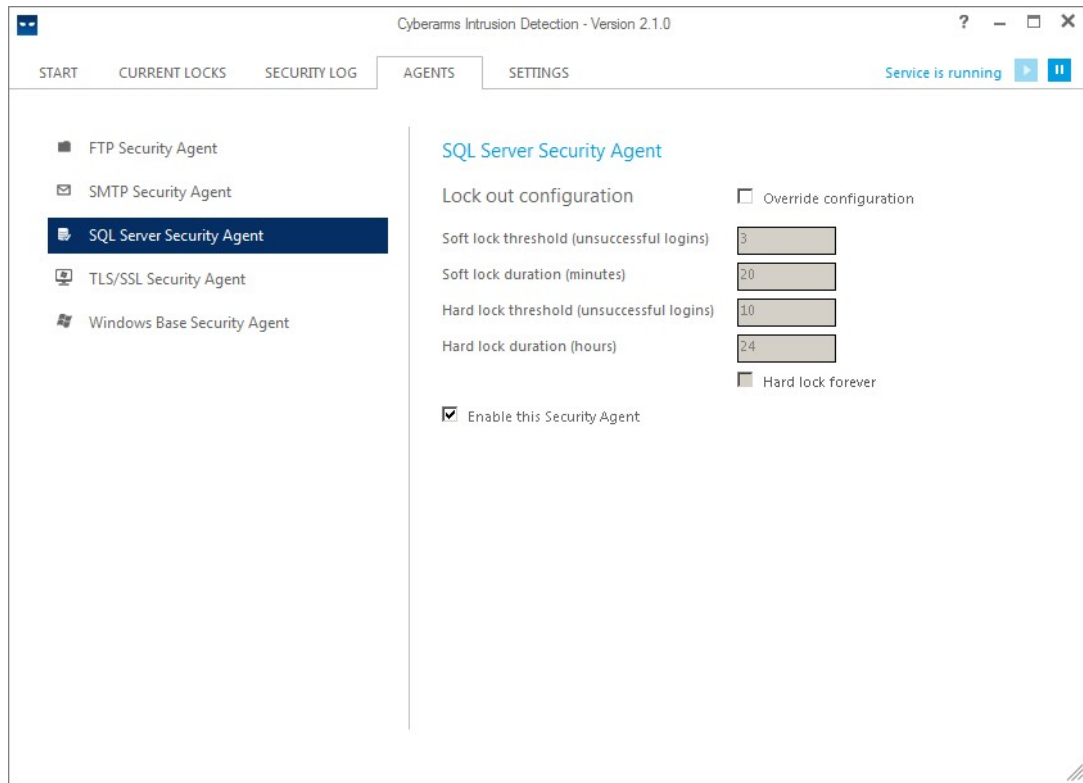 Cyberarms Intrusion Detection - Version 2.1.0
?
START CURRENT LOCKS SECURITY LOG AGENTS SETTINGS Service is running
FTP Security Agent
SMTP Security Agent
SQL Server Security Agent
TLS/SSL Security Agent
Windows Base Security Agent
SQL Server Security Agent
Lock out configuration Override configuration
Soft lock threshold (unsuccessful logins) 3
Soft lock duration (minutes) 20
Hard lock threshold (unsuccessful logins) 10
Hard lock duration (hours) 24
Hard lock forever
Enable this Security Agent